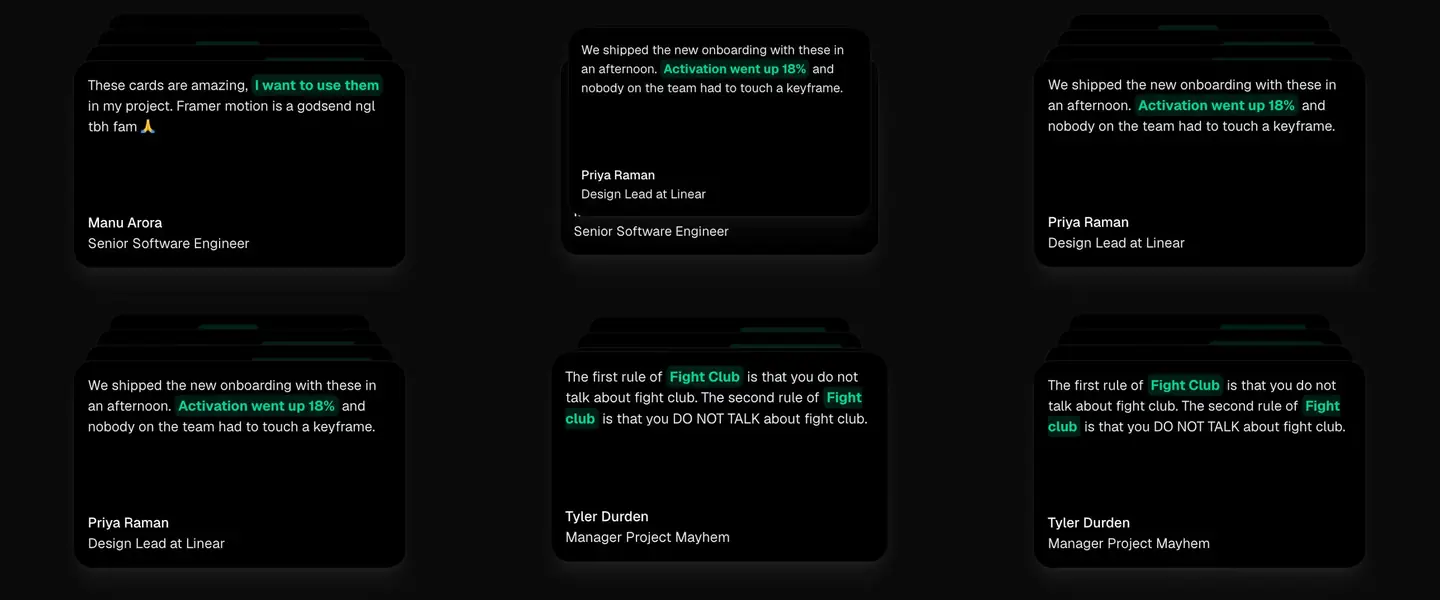 These cards are amazing, I want to use them
in my project. Framer motion is a godsend ngl
tbh fam 🙏
Manu Arora
Senior Software Engineer
We shipped the new onboarding with these in
an afternoon. Activation went up 18% and
nobody on the team had to touch a keyframe.
Priya Raman
Design Lead at Linear
Senior Software Engineer
We shipped the new onboarding with these in
an afternoon. Activation went up 18% and
nobody on the team had to touch a keyframe.
Priya Raman
Design Lead at Linear
We shipped the new onboarding with these in
an afternoon. Activation went up 18% and
nobody on the team had to touch a keyframe.
Priya Raman
Design Lead at Linear
The first rule of Fight Club is that you do not
talk about fight club. The second rule of Fight
club is that you DO NOT TALK about fight club.
Tyler Durden
Manager Project Mayhem
The first rule of Fight Club is that you do not
talk about fight club. The second rule of Fight
club is that you DO NOT TALK about fight club.
Tyler Durden
Manager Project Mayhem